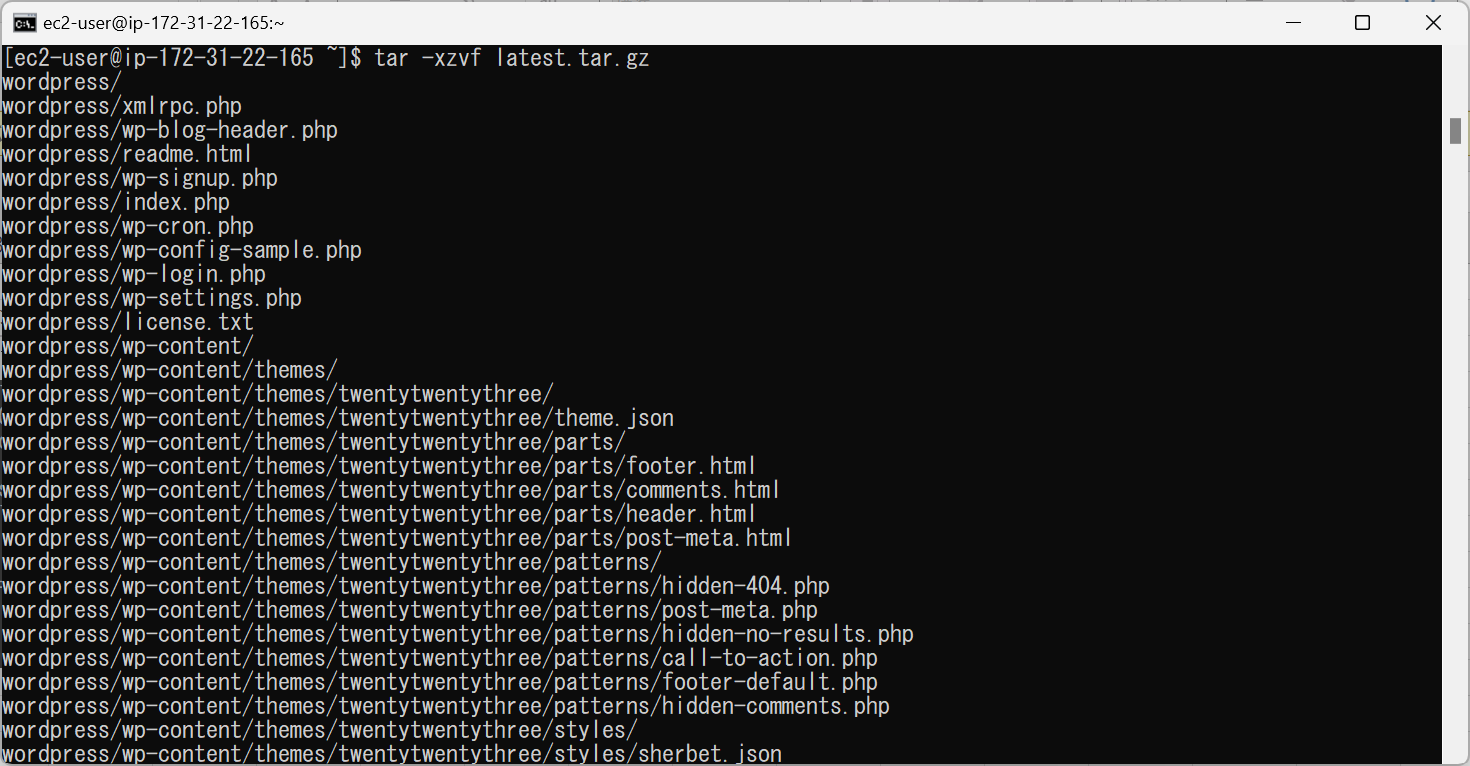 ec2-user@ip-172-31-22-165:~
[ec2-user@ip-172-31-22-165 ~]$ tar -xzvf latest.tar.gz
wordpress/
wordpress/xmlrpc.php
wordpress/wp-blog-header.php
wordpress/readme.html
wordpress/wp-signup.php
wordpress/index.php
wordpress/wp-cron.php
wordpress/wp-config-sample.php
wordpress/wp-login.php
wordpress/wp-settings.php
wordpress/license.txt
wordpress/wp-content/
wordpress/wp-content/themes/
wordpress/wp-content/themes/twentytwentythree/
wordpress/wp-content/themes/twentytwentythree/theme.json
wordpress/wp-content/themes/twentytwentythree/parts/
wordpress/wp-content/themes/twentytwentythree/parts/footer.html
wordpress/wp-content/themes/twentytwentythree/parts/comments.html
wordpress/wp-content/themes/twentytwentythree/parts/header.html
wordpress/wp-content/themes/twentytwentythree/parts/post-meta.html
wordpress/wp-content/themes/twentytwentythree/patterns/
wordpress/wp-content/themes/twentytwentythree/patterns/hidden-404.php
wordpress/wp-content/themes/twentytwentythree/patterns/post-meta.php
wordpress/wp-content/themes/twentytwentythree/patterns/hidden-no-results.php
wordpress/wp-content/themes/twentytwentythree/patterns/call-to-action.php
wordpress/wp-content/themes/twentytwentythree/patterns/footer-default.php
wordpress/wp-content/themes/twentytwentythree/patterns/hidden-comments.php
wordpress/wp-content/themes/twentytwentythree/styles/
wordpress/wp-content/themes/twentytwentythree/styles/sherbet.json